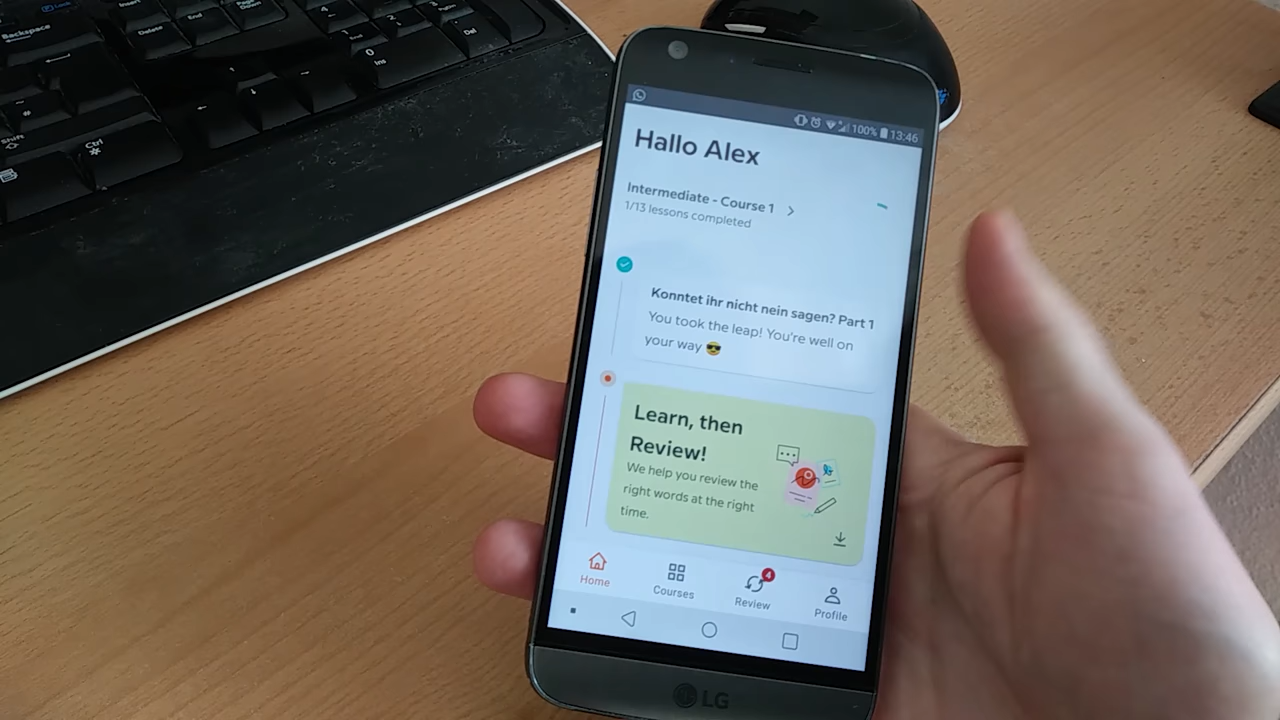 Backspace
Insert
Delete
End
Page
Down
End
0
Ins
Del
Shift
Ctrl
*
#
100% 13:46
Hallo Alex
Intermediate - Course 1
1/13 lessons completed
Konntet ihr nicht nein sagen? Part 1
You took the leap! You're well on
your way 😎
Learn, then
Review!
We help you review the
right words at the right
time.
4
Home
Courses
Review
Profile
LG